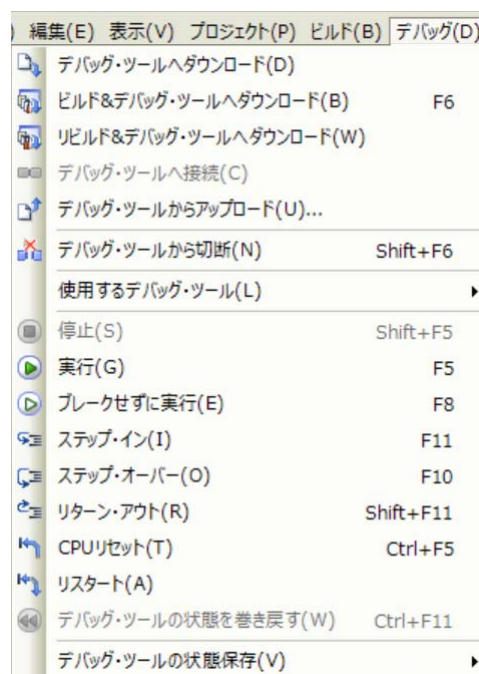 ) 編集(E) 表示(V) プロジェクト(P) ビルド(B) デバッグ(D)
デバッグ・ツールへダウンロード(D)
ビルド&デバッグ・ツールへダウンロード(B) F6
リビルド&デバッグ・ツールへダウンロード(W)
デバッグ・ツールへ接続(C)
デバッグ・ツールからアップロード(U)...
デバッグ・ツールから切断(N) Shift+F6
使用するデバッグ・ツール(L)
停止(S) Shift+F5
実行(G) F5
ブレークせずに実行(E) F8
ステップ・イン(I) F11
ステップ・オーバー(O) F10
リターン・アウト(R) Shift+F11
CPUリセット(T) Ctrl+F5
リスタート(A)
デバッグ・ツールの状態を巻き戻す(W) Ctrl+F11
デバッグ・ツールの状態保存(V)